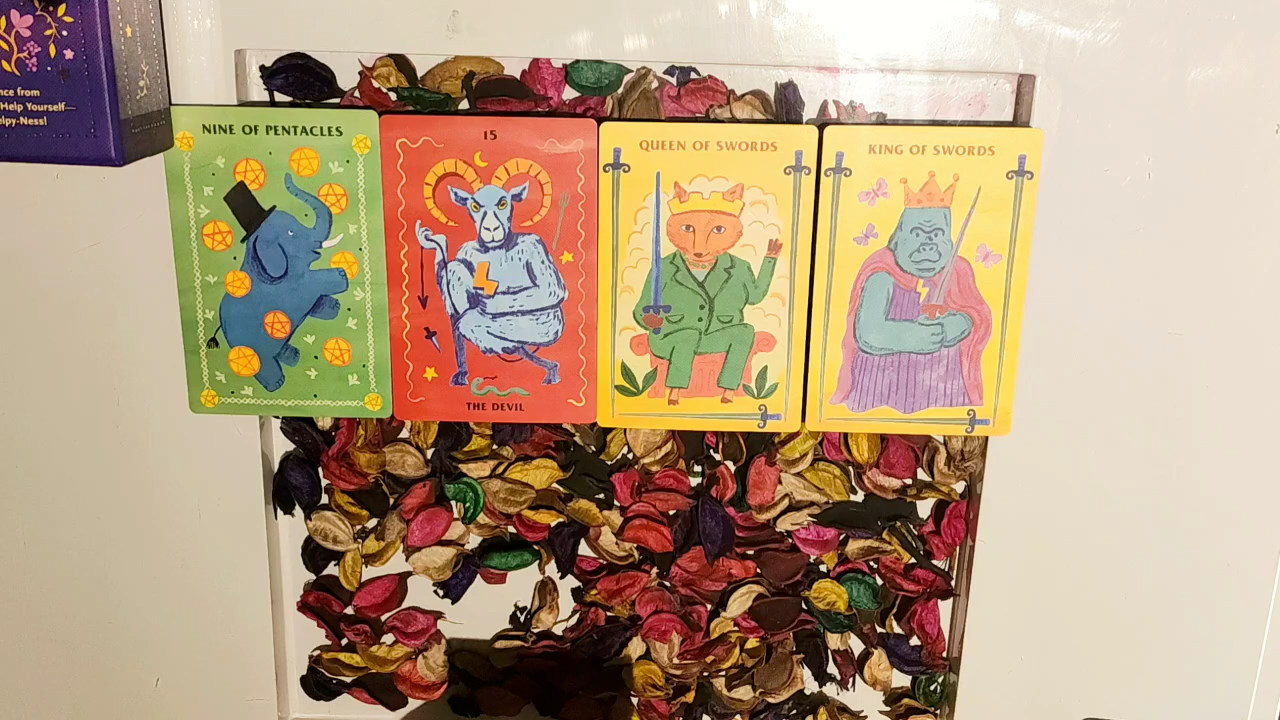 nce from
Help Yourself—
elpy-Ness!
NINE OF PENTACLES
15
THE DEVIL
QUEEN OF SWORDS
KING OF SWORDS